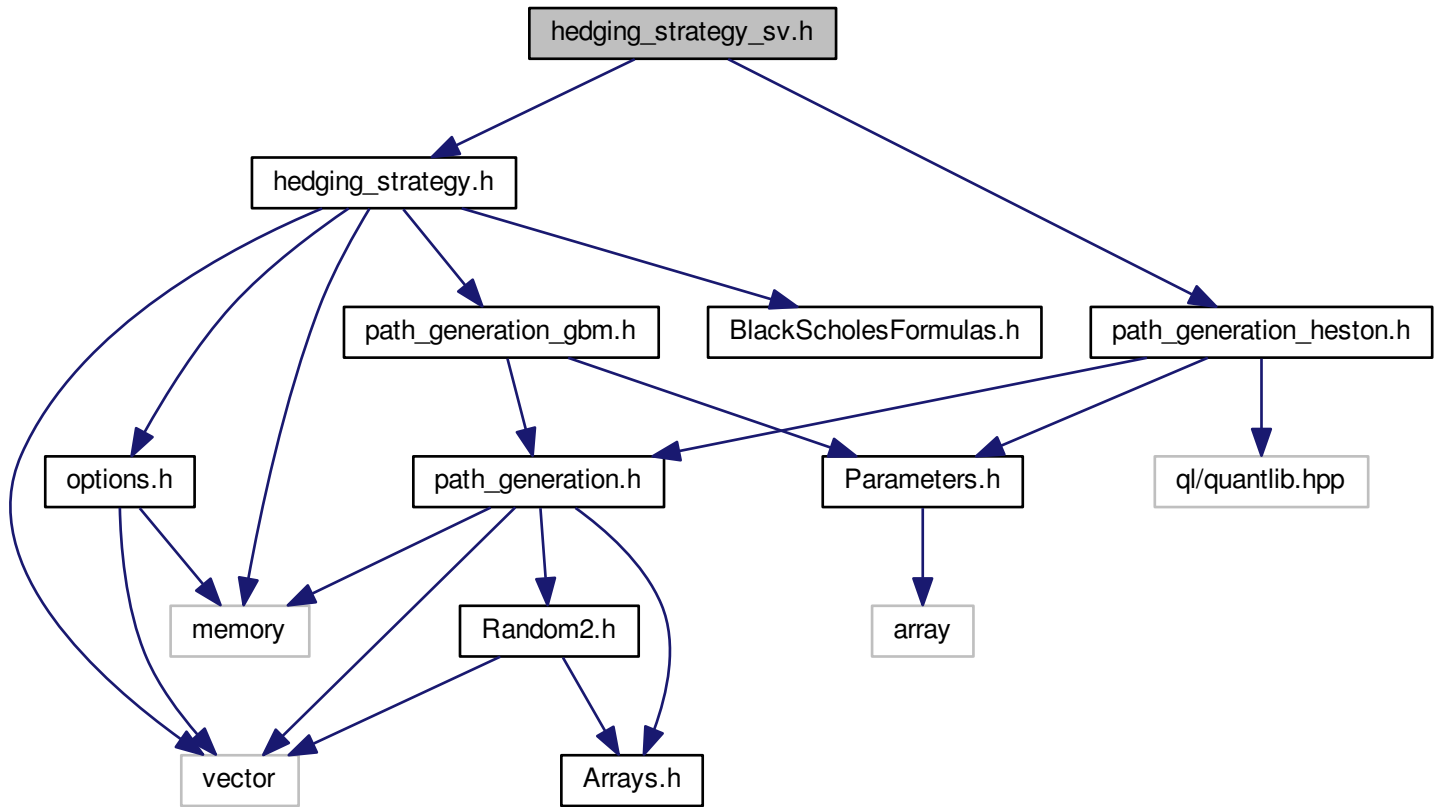 hedging_strategy_sv.h
hedging_strategy.h
path_generation_gbm.h
BlackScholesFormulas.h
path_generation_heston.h
options.h
path_generation.h
Parameters.h
ql/quantlib.hpp
memory
Random2.h
array
vector
Arrays.h